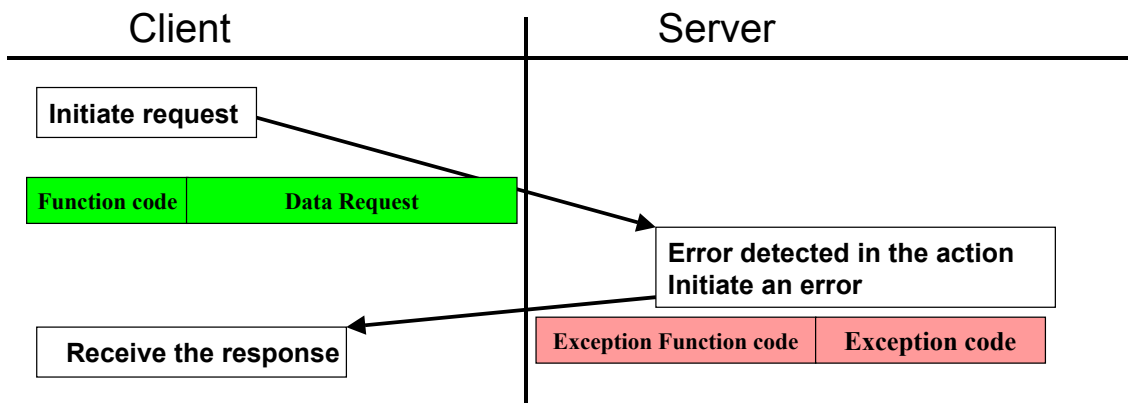 Client
Server
Initiate request
Function code
Data Request
Error detected in the action
Initiate an error
Exception Function code
Exception code
Receive the response